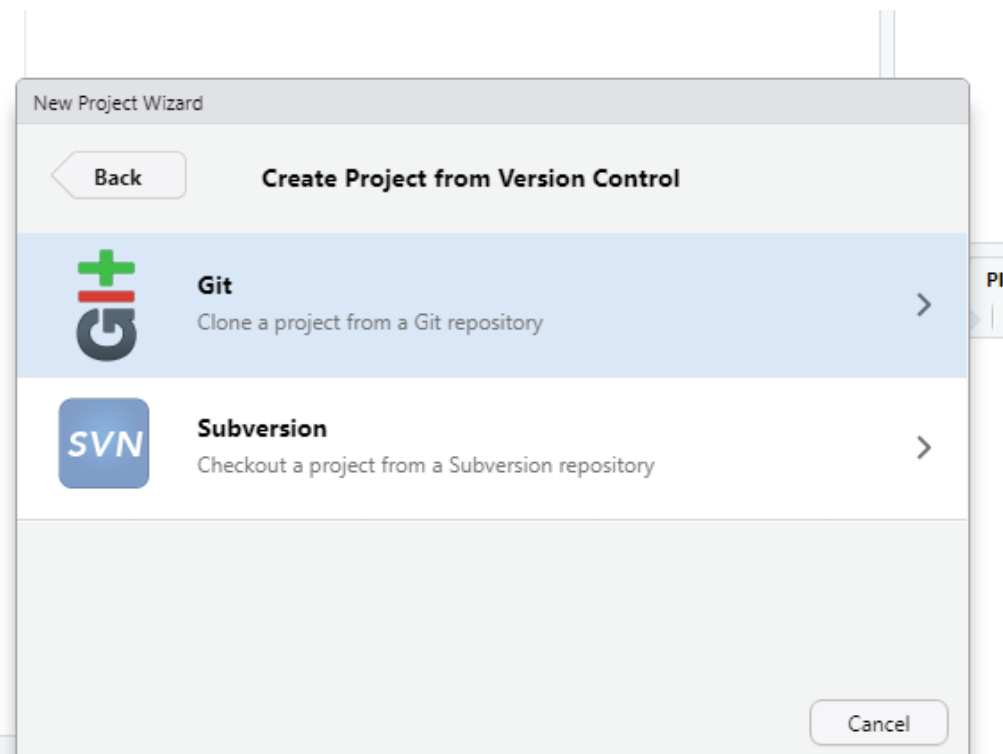 New Project Wizard
Back
Create Project from Version Control
git
Git
Clone a project from a Git repository
SVN
Subversion
Checkout a project from a Subversion repository
Cancel